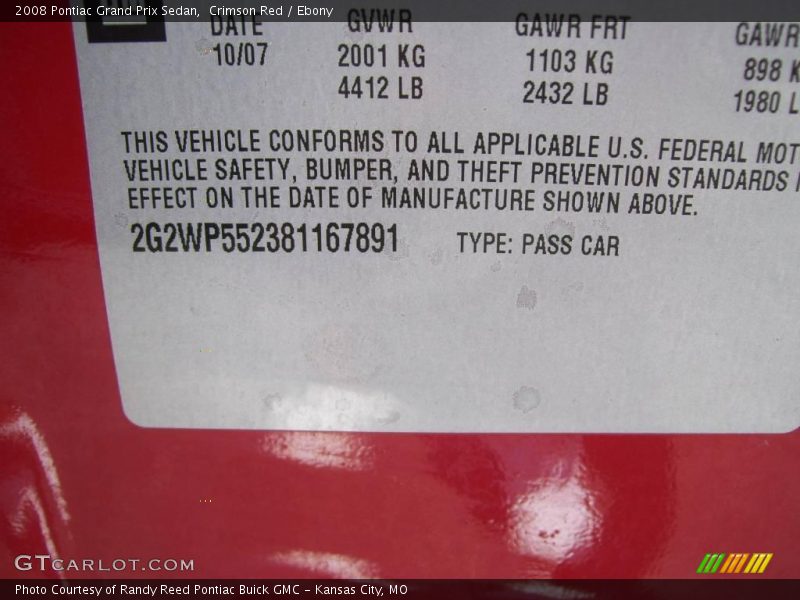 2008 Pontiac Grand Prix Sedan, Crimson Red / Ebony
DATE GVWR GAWR FRT GAWR
10/07 2001 KG 1103 KG 898 K
4412 LB 2432 LB 1980 L
THIS VEHICLE CONFORMS TO ALL APPLICABLE U.S. FEDERAL MOT
VEHICLE SAFETY, BUMPER, AND THEFT PREVENTION STANDARDS I
EFFECT ON THE DATE OF MANUFACTURE SHOWN ABOVE.
2G2WP552381167891 TYPE: PASS CAR
GTCARLOT.COM
Photo Courtesy of Randy Reed Pontiac Buick GMC - Kansas City, MO